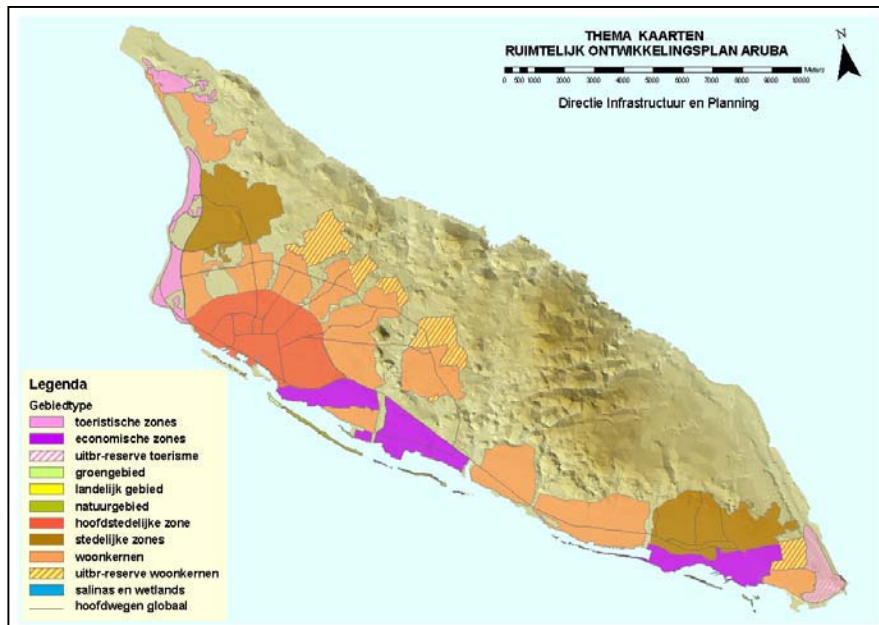 THEMA KAARTEN
RUIMTELIJK ONTWIKKELINGSPLAN ARUBA
N
Meters
0 500 1000 2000 3000 4000 5000 6000 7000 8000 9000 10000
Directie Infrastructuur en Planning
Legenda
Gebiedtype
toeristische zones
economische zones
uitbr-reserve toerisme
groengebied
landelijk gebied
natuurgebied
hoofdstedelijke zone
stedelijke zones
woonkernen
uitbr-reserve woonkernen
salinas en wetlands
hoofdwegen globaal